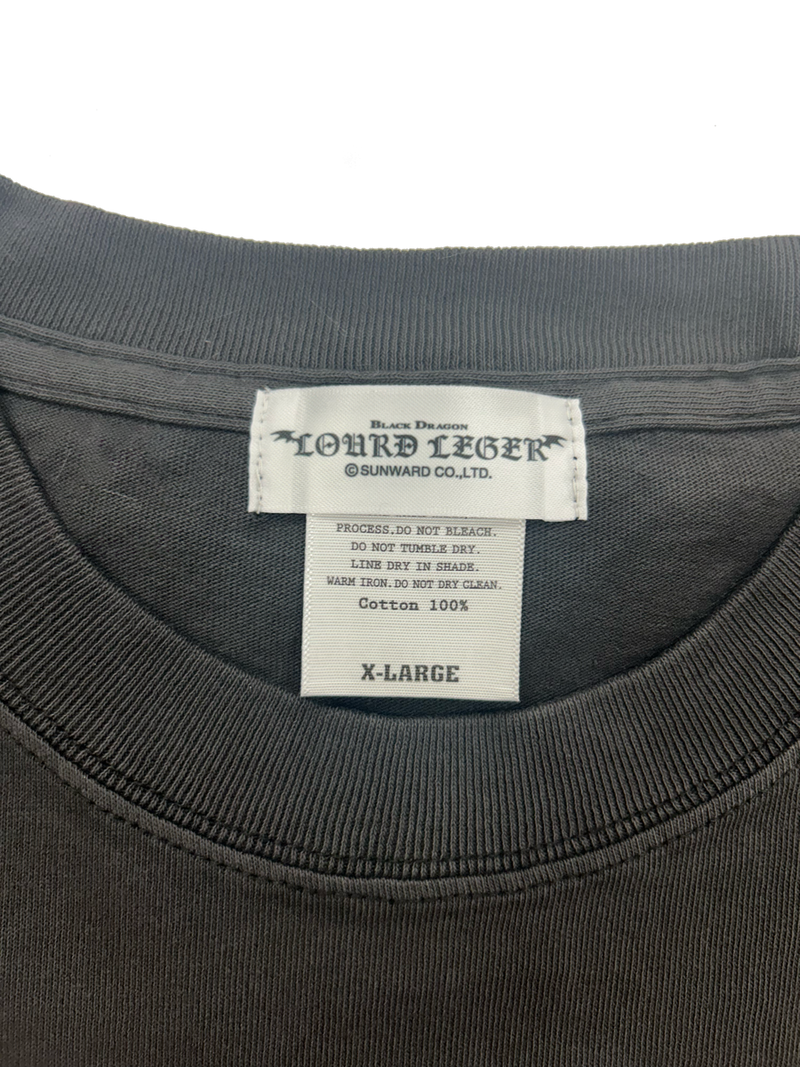 BLACK DRAGON
LOURD LEGER
©SUNWARD CO.,LTD.
PROCESS.DO NOT BLEACH.
DO NOT TUMBLE DRY.
LINE DRY IN SHADE.
WARM IRON.DO NOT DRY CLEAN.
Cotton 100%
X-LARGE